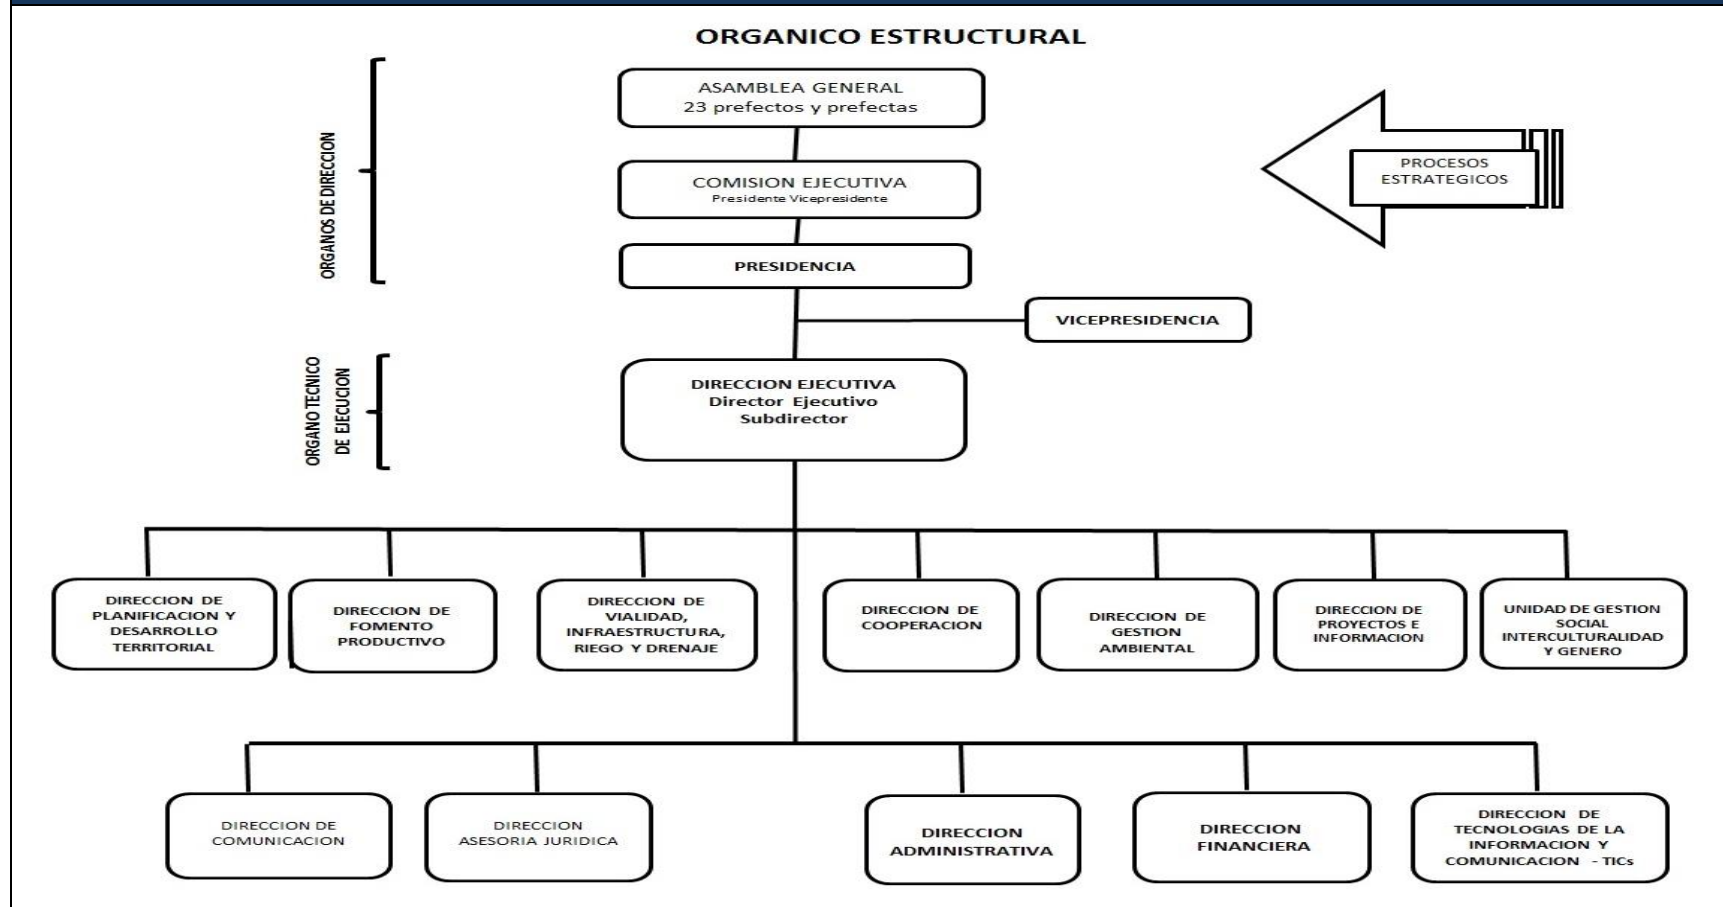 ORGANICO ESTRUCTURAL
ORGANOS DE DIRECCION
ASAMBLEA GENERAL
23 prefectos y prefectas
COMISION EJECUTIVA
Presidente Vicepresidente
PRESIDENCIA
PROCESOS
ESTRATEGICOS
VICEPRESIDENCIA
ORGANO TECNICO
DE EJECUCION
DIRECCION EJECUTIVA
Director Ejecutivo
Subdirector
DIRECCION DE
PLANIFICACION Y
DESARROLLO
TERRITORIAL
DIRECCION DE
FOMENTO
PRODUCTIVO
DIRECCION DE
VIALIDAD,
INFRAESTRUCTURA,
RIEGO Y DRENAJE
DIRECCION DE
COOPERACION
DIRECCION DE
GESTION
AMBIENTAL
DIRECCION DE
PROYECTOS E
INFORMACION
UNIDAD DE GESTION
SOCIAL
INTERCULTURALIDAD
Y GENERO
DIRECCION DE
COMUNICACION
DIRECCION
ASESORIA JURIDICA
DIRECCION
ADMINISTRATIVA
DIRECCION
FINANCIERA
DIRECCION DE
TECNOLOGIAS DE LA
INFORMACION Y
COMUNICACION - TICs